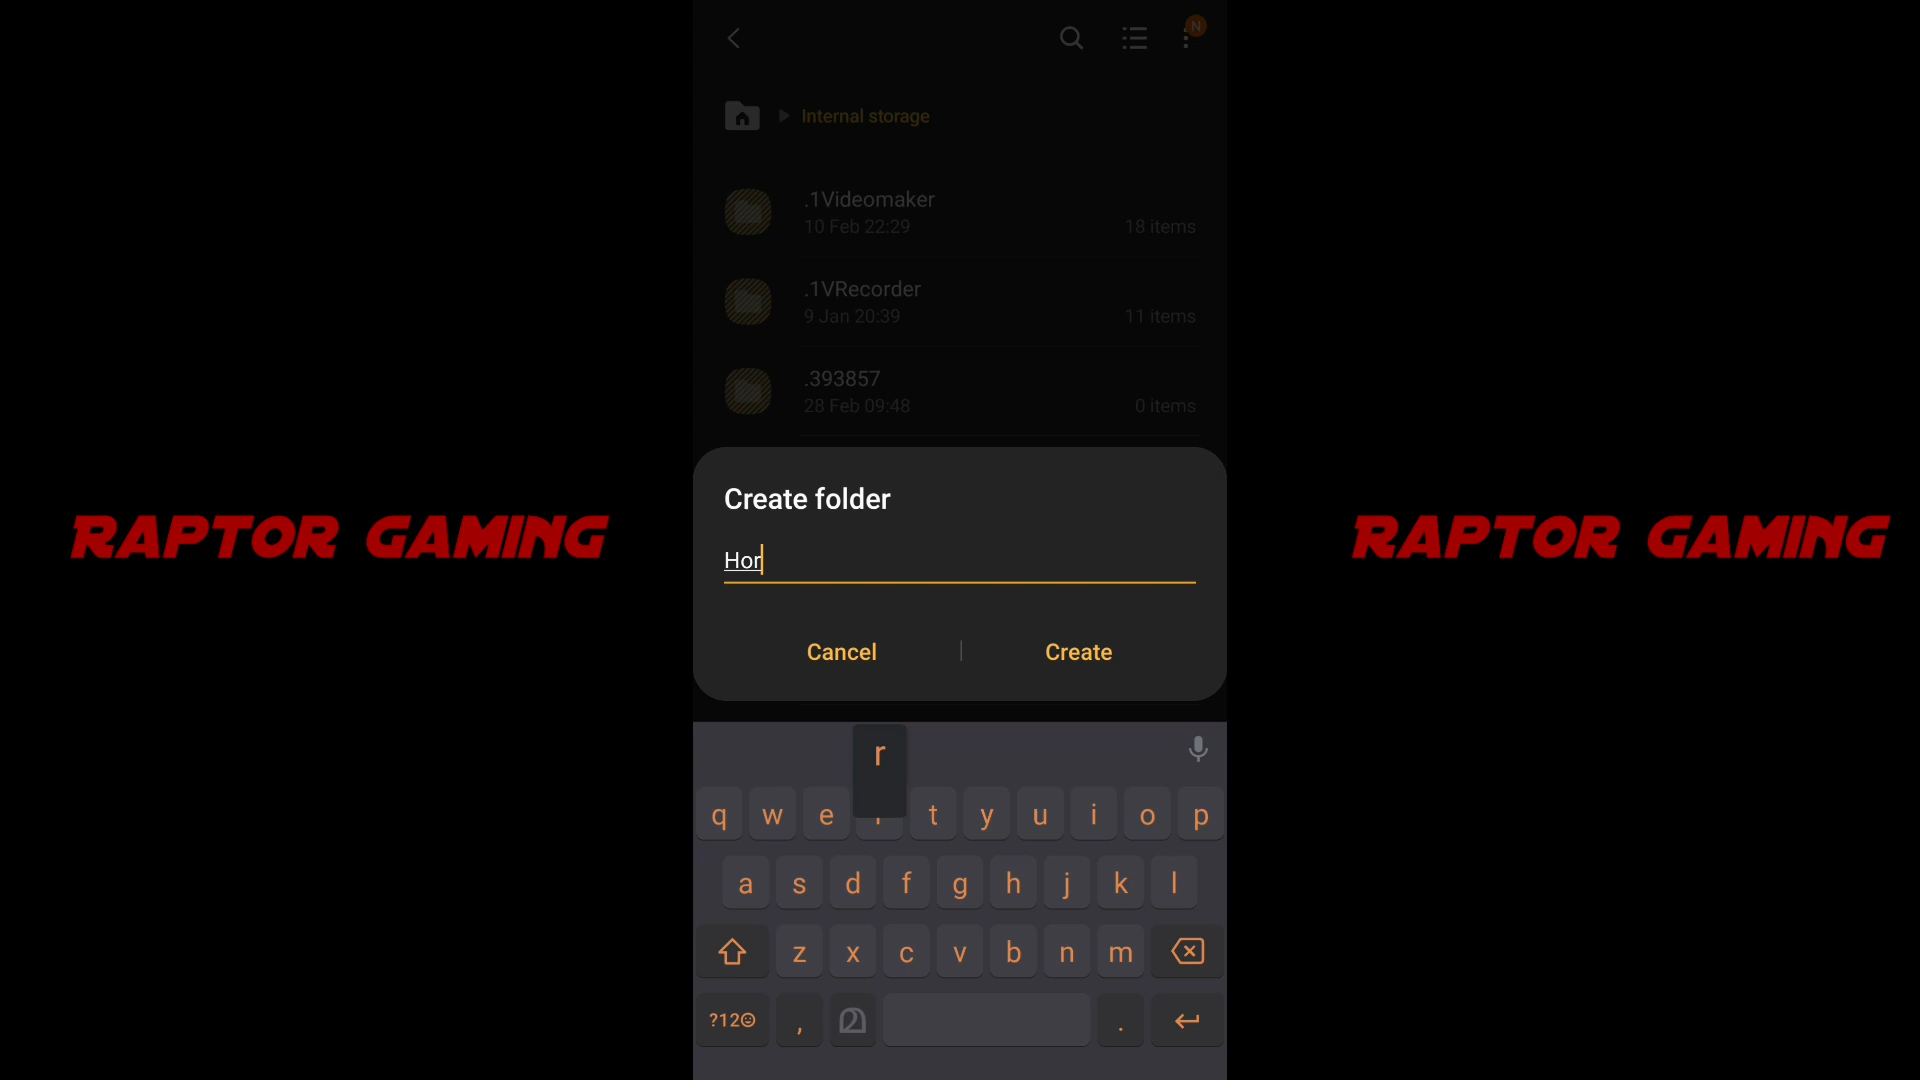 N
Internal storage
.1Videomaker
10 Feb 22:29
18 items
.1VRecorder
9 Jan 20:39
11 items
.393857
28 Feb 09:48
0 items
RAPTOR GAMING
Create folder
Hor
Cancel
Create
RAPTOR GAMING
r
q w e t y u i o p
a s d f g h j k l
z x c v b n m
?12☺ , മ .